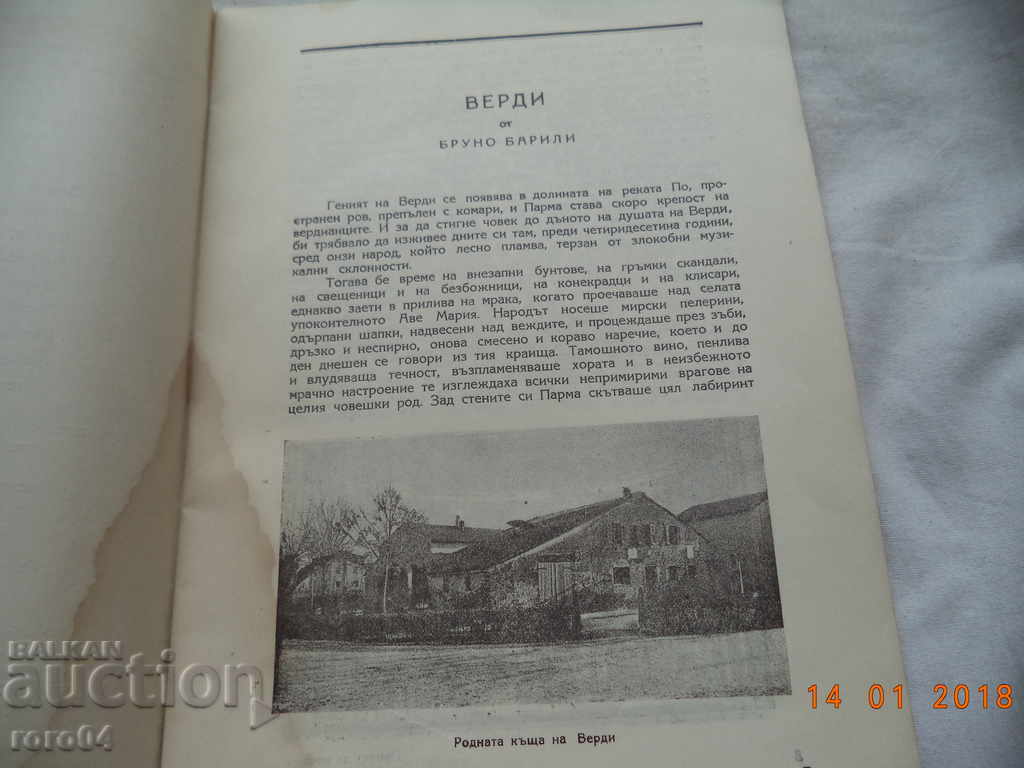 ВЕРДИ
от
БРУНО БАРИЛИ
Геният на Верди се появява в долината на реката По, про-
странен ров, препълен с комари, и Парма става скоро крепост на
вердианците. И за да стигне човек до дъното на душата на Верди,
би трябвало да изживее дните си там, преди четиридесетина години,
сред онзи народ, който лесно пламва, терзан от злокобни музи-
кални склонности.
Тогава бе време на внезапни бунтове, на гръмки скандали,
на свещеници и на безбожници, на конекрадци и на клисари,
еднакво заети в прилива на мрака, когато проечаваше над селата
упокоителното Аве Мария. Народът носеше мирски пелерини,
одърпани шапки, надвесени над веждите, и процеждаше през зъби,
дръзко и неспирно, онова смесено и кораво наречие, което и до
ден днешен се говори из тия краища. Тамошното вино, пенлива
и влудяваща течност, възпламеняваше хората и в неизбежното
мрачно настроение те изглеждаха всички непримирими врагове на
целия човешки род. Зад стените си Парма скътваше цял лабиринт
Родната къща на Верди
BALKAN
auction
roro04
14 01 2018